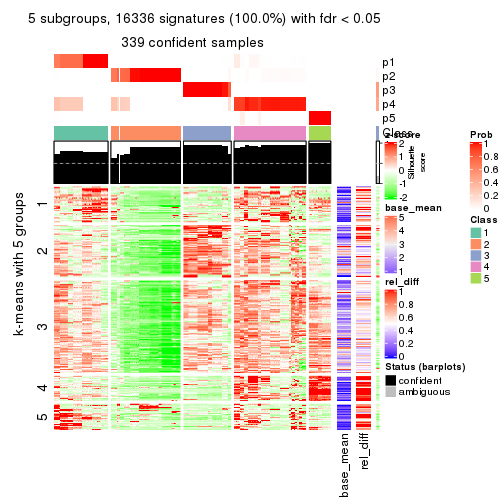 5 subgroups, 16336 signatures (100.0%) with fdr < 0.05
339 confident samples
p1
p2
p3
p4
p5
Class
k-means with 5 groups
1
2
3
4
5
base_mean
rel_diff
z-score
2
1
0
-1
-2
Silhouette
score
base_mean
5
4
3
2
1
rel_diff
1
0.8
0.6
0.4
0.2
0
Status (barplots)
confident
ambiguous
Prob
1
0.8
0.6
0.4
0.2
0
Class
1
2
3
4
5